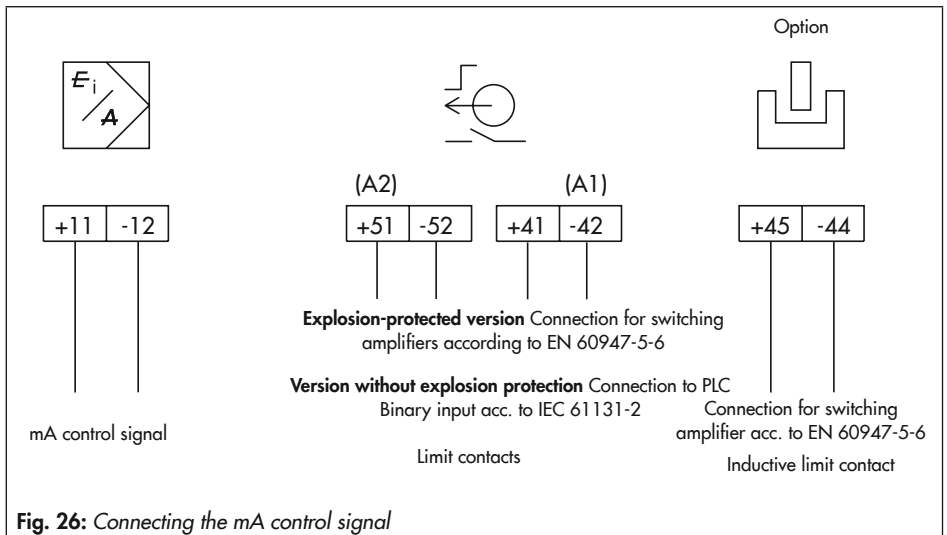 Option
E i / A
(A2) (A1)
+11 -12 +51 -52 +41 -42 +45 -44
Explosion-protected version Connection for switching
amplifiers according to EN 60947-5-6
Version without explosion protection Connection to PLC
Binary input acc. to IEC 61131-2
Connection for switching
amplifier acc. to EN 60947-5-6
mA control signal
Limit contacts
Inductive limit contact
Fig. 26: Connecting the mA control signal